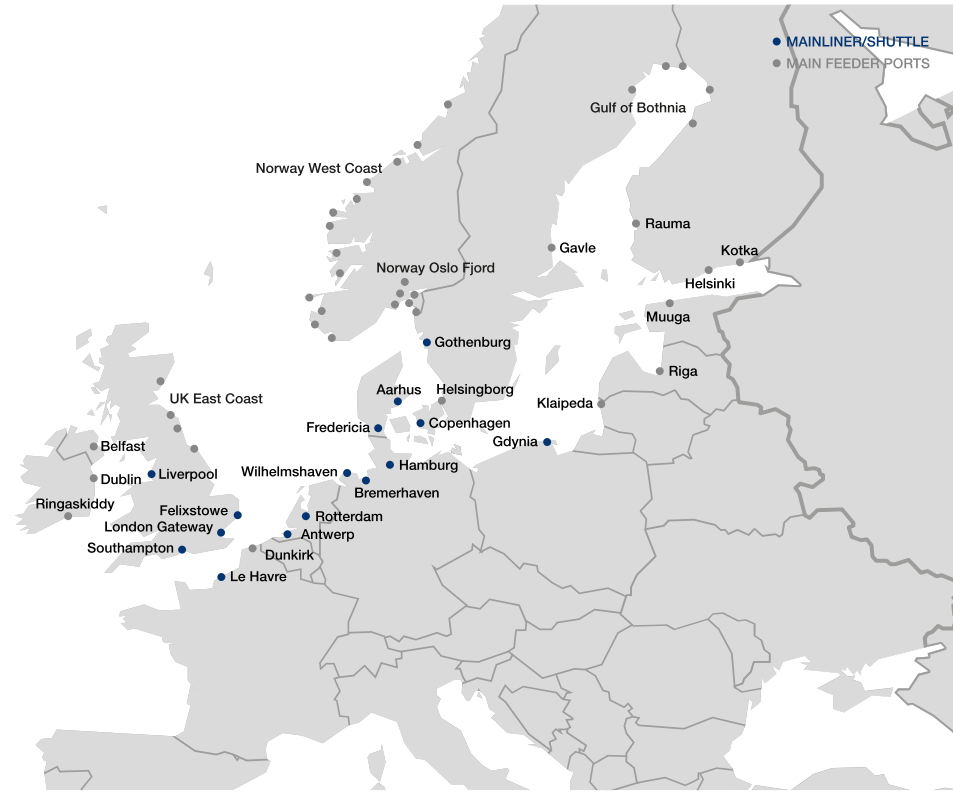 MAINLINER/SHUTTLE
MAIN FEEDER PORTS
Gulf of Bothnia
Norway West Coast
Rauma
Gavle
Kotka
Norway Oslo Fjord
Helsinki
Muuga
Gothenburg
Riga
Aarhus
Helsingborg
UK East Coast
Klaipeda
Fredericia
Copenhagen
Gdynia
Belfast
Hamburg
Wilhelmshaven
Liverpool
Dublin
Bremerhaven
Ringaskiddy
Felixstowe
Rotterdam
London Gateway
Antwerp
Southampton
Dunkirk
Le Havre